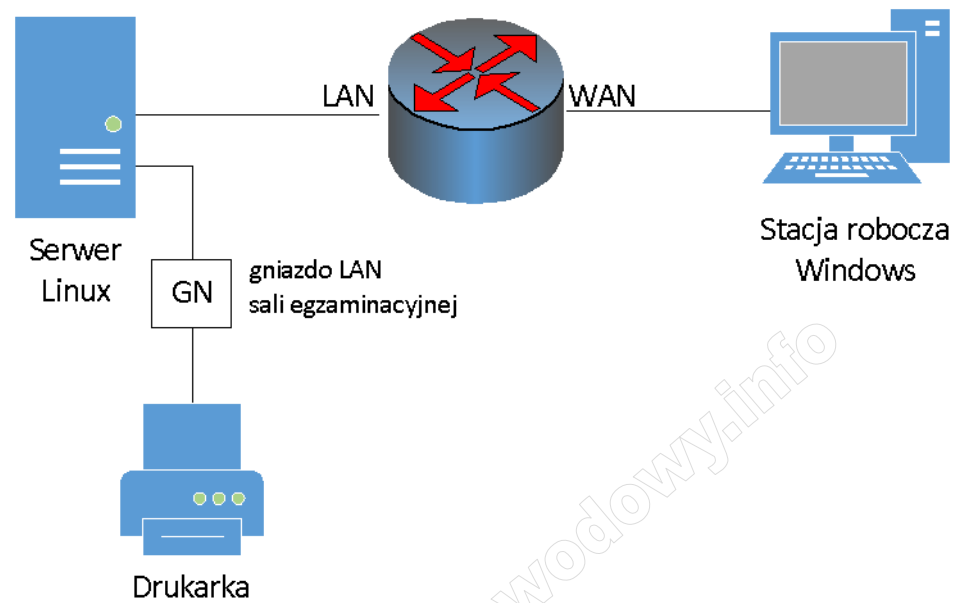 LAN
WAN
Serwer
Linux
Stacja robocza
Windows
GN
gniazdo LAN
sali egzaminacyjnej
Drukarka
wodowy.info